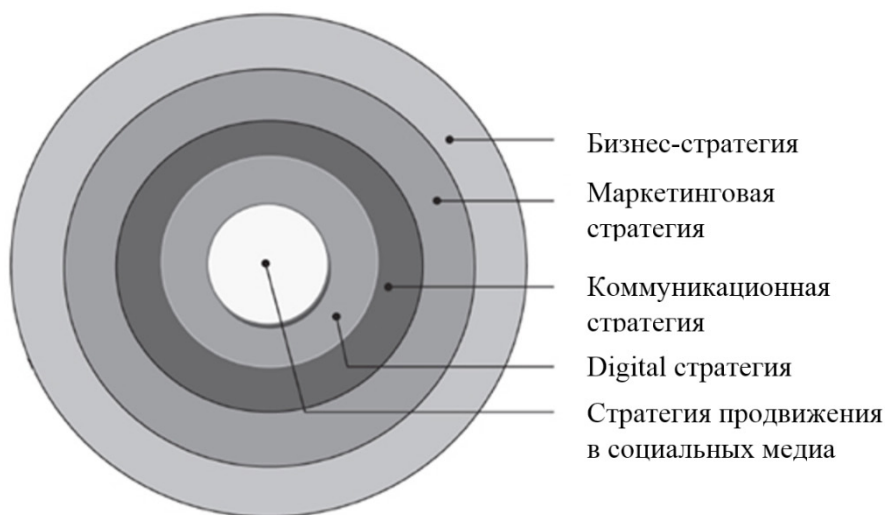 Бизнес-стратегия
Маркетинговая
стратегия
Коммуникационная
стратегия
Digital стратегия
Стратегия продвижения
в социальных медиа